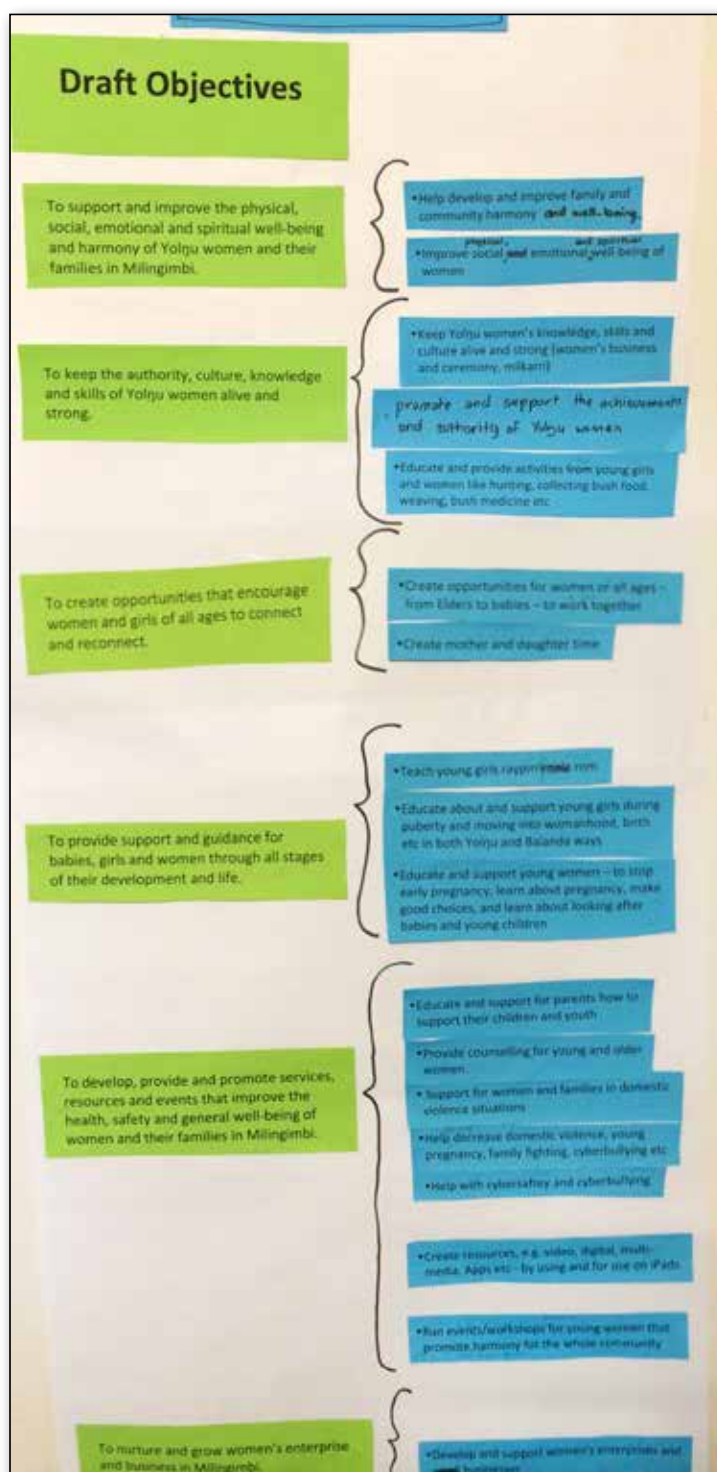 Draft Objectives
To support and improve the physical,
social, emotional and spiritual well-being
and harmony of Yolŋu women and their
families in Milingimbi.
•Help develop and improve family and
community harmony and well-being.
physical, and spiritual
•Improve social and emotional well-being of
women
To keep the authority, culture, knowledge
and skills of Yolŋu women alive and
strong.
•Keep Yolŋu women's knowledge, skills and
culture alive and strong (women's business
and ceremony, milkarri)
• promote and support the achievements
and authority of Yolŋu women
•Educate and provide activities from young girls
and women like hunting, collecting bush food,
weaving, bush medicine etc
To create opportunities that encourage
women and girls of all ages to connect
and reconnect.
•Create opportunities for women or all ages –
from Elders to babies – to work together
•Create mother and daughter time
To provide support and guidance for
babies, girls and women through all stages
of their development and life.
•Teach young girls raypirri rom
•Educate about and support young girls during
puberty and moving into womanhood, birth
etc in both Yolŋu and Balanda ways
•Educate and support young women – to stop
early pregnancy, learn about pregnancy, make
good choices, and learn about looking after
babies and young children
To develop, provide and promote services,
resources and events that improve the
health, safety and general well-being of
women and their families in Milingimbi.
•Educate and support for parents how to
support their children and youth
•Provide counselling for young and older
women.
• Support for women and families in domestic
violence situations
•Help decrease domestic violence, young
pregnancy, family fighting, cyberbullying etc
•Help with cybersaftey and cyberbullying
•Create resources, e.g. video, digital, multi-
media, Apps etc - by using and for use on iPads
•Run events/workshops for young women that
promote harmony for the whole community
To nurture and grow women's enterprise
and business in Milingimbi.
•Develop and support women's enterprises and
businesses